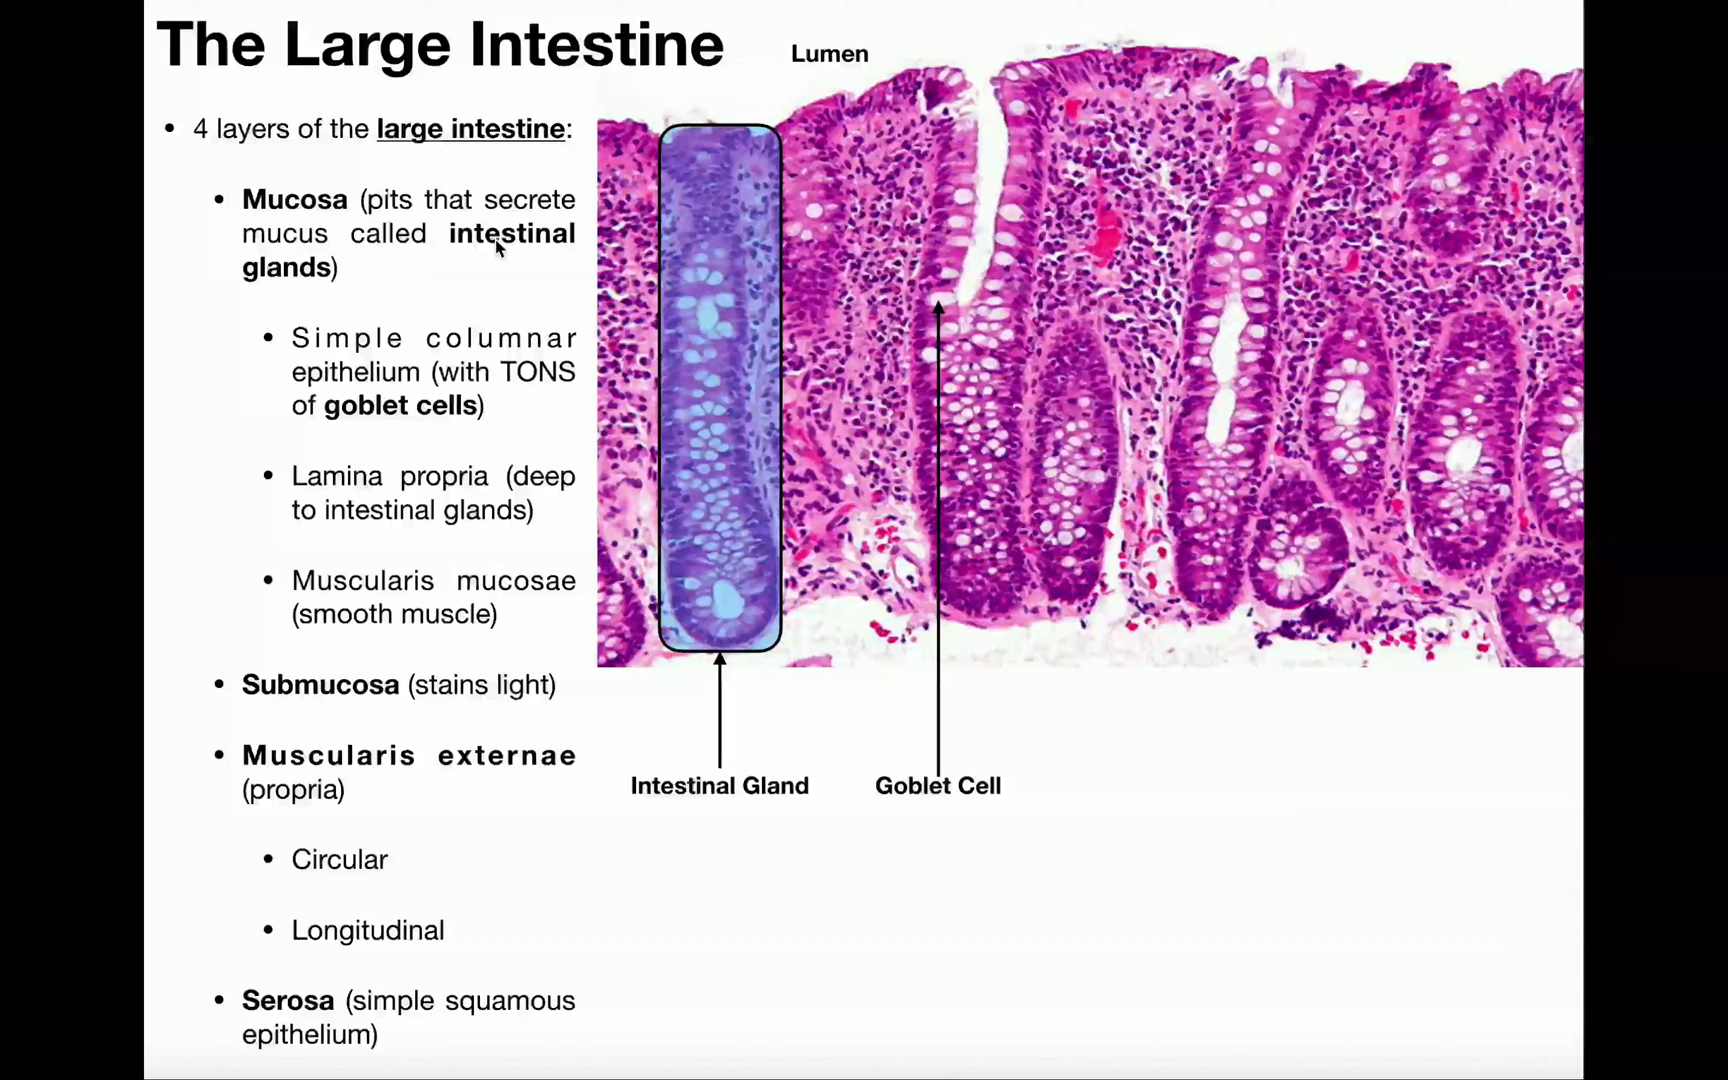 The Large Intestine
Lumen
• 4 layers of the large intestine:
• Mucosa (pits that secrete
mucus called intestinal
glands)
• Simple columnar
epithelium (with TONS
of goblet cells)
• Lamina propria (deep
to intestinal glands)
• Muscularis mucosae
(smooth muscle)
• Submucosa (stains light)
• Muscularis externae
(propria)
• Circular
• Longitudinal
• Serosa (simple squamous
epithelium)
Intestinal Gland
Goblet Cell